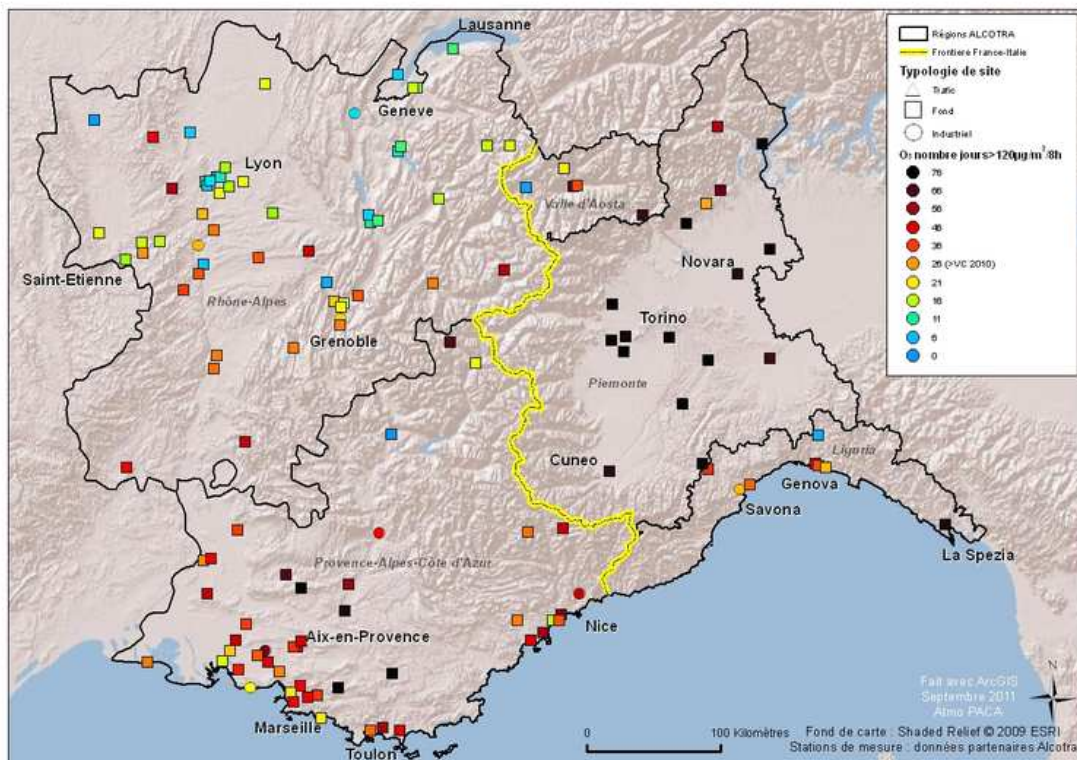 Lausanne
Geneve
Lyon
Valle d'Aosta
Saint-Etienne
Rhône-Alpes
Novara
Torino
Grenoble
Piemonte
Cuneo
Liguria
Genova
Savona
La Spezia
Provence-Alpes-Côte d'Azur
Nice
Aix-en-Provence
Marseille
Toulon
Régions ALCOTRA
Frontiere France-Italie
Typologie de site
Trafic
Fond
Industriel
O₃ nombre jours>120µg/m³/8h
76
66
56
46
36
26 (>VC 2010)
21
16
11
6
0
N
Fait avec ArcGIS
Septembre 2011
Atmo PACA
0 100 Kilomètres
Fond de carte : Shaded Relief © 2009 ESRI
Stations de mesure : données partenaires Alcotra